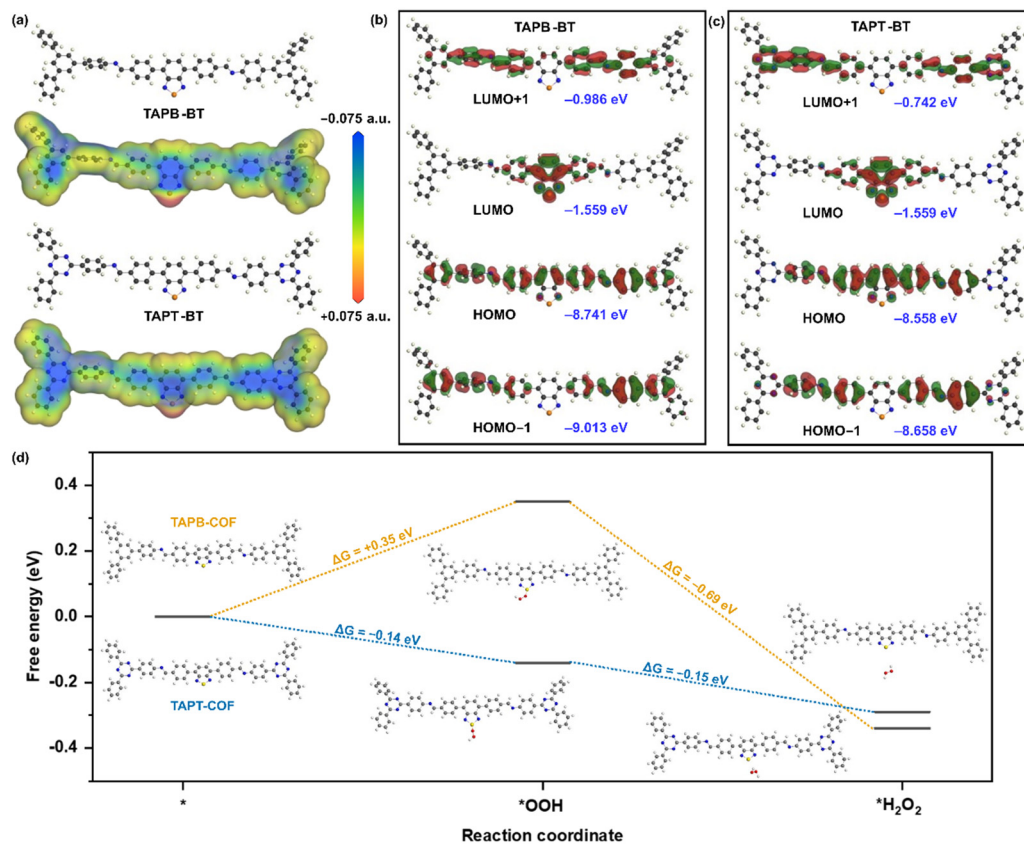 (a)
TAPB-BT
−0.075 a.u.
TAPT-BT
+0.075 a.u.
(b)
TAPB-BT
LUMO+1
−0.986 eV
LUMO
−1.559 eV
HOMO
−8.741 eV
HOMO−1
−9.013 eV
(c)
TAPT-BT
LUMO+1
−0.742 eV
LUMO
−1.559 eV
HOMO
−8.558 eV
HOMO−1
−8.658 eV
(d)
Free energy (eV)
0.4
0.2
0.0
-0.2
-0.4
TAPB-COF
TAPT-COF
ΔG = +0.35 eV
ΔG = −0.69 eV
ΔG = −0.14 eV
ΔG = −0.15 eV
*
*OOH
*H₂O₂
Reaction coordinate